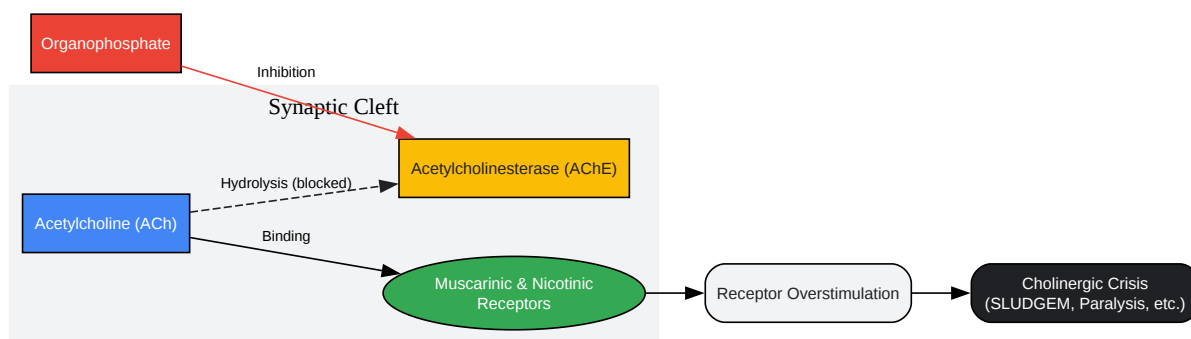 Organophosphate
Inhibition
Synaptic Cleft
Acetylcholinesterase (AChE)
Hydrolysis (blocked)
Acetylcholine (ACh)
Binding
Muscarinic & Nicotinic
Receptors
Receptor Overstimulation
Cholinergic Crisis
(SLUDGEM, Paralysis, etc.)